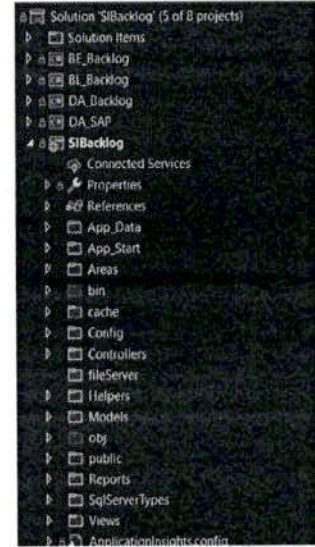 Solution 'SIBacklog' (5 of 8 projects)
Solution Items
BE_Backlog
BL_Backlog
DA_Backlog
DA_SAP
SIBacklog
Connected Services
Properties
References
App_Data
App_Start
Areas
bin
cache
Config
Controllers
fileServer
Helpers
Models
obj
public
Reports
SqlServerTypes
Views
ApplicationInsights.config